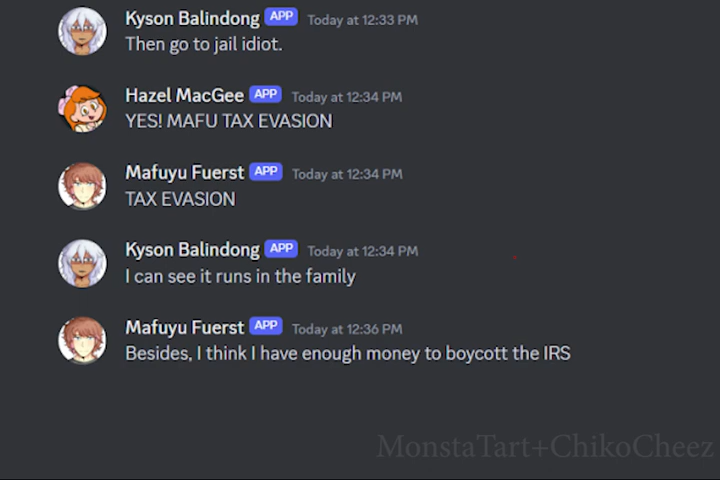 Kyson Balindong APP Today at 12:33 PM
Then go to jail idiot.
Hazel MacGee APP Today at 12:34 PM
YES! MAFU TAX EVASION
Mafuyu Fuerst APP Today at 12:34 PM
TAX EVASION
Kyson Balindong APP Today at 12:34 PM
I can see it runs in the family
Mafuyu Fuerst APP Today at 12:36 PM
Besides, I think I have enough money to boycott the IRS
MonstaTart+ChikoCheez